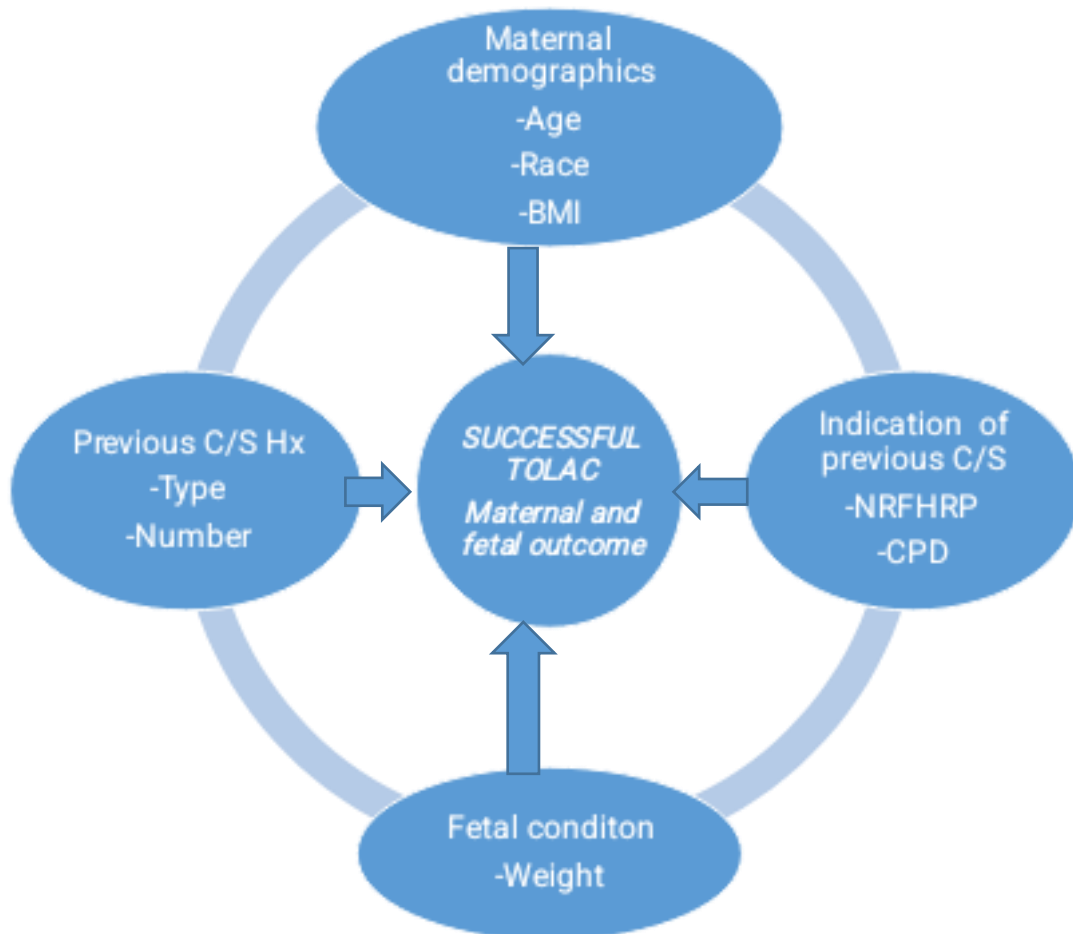 Maternal
demographics
-Age
-Race
-BMI
Previous C/S Hx
-Type
-Number
SUCCESSFUL
TOLAC
Maternal and
fetal outcome
Indication of
previous C/S
-NRFHRP
-CPD
Fetal conditon
-Weight